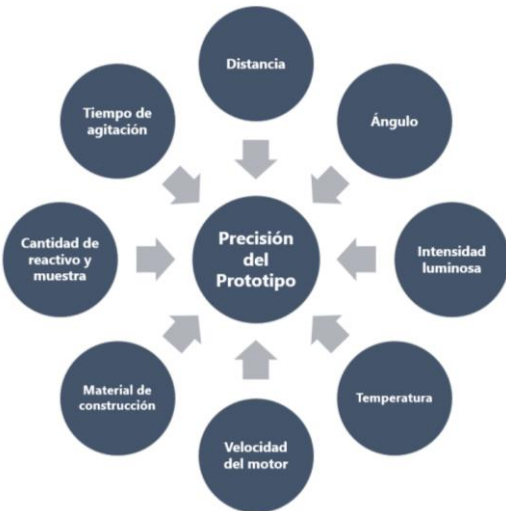 Distancia
Ángulo
Intensidad
luminosa
Temperatura
Velocidad
del motor
Material de
construcción
Cantidad de
reactivo y
muestra
Tiempo de
agitación
Precisión
del
Prototipo